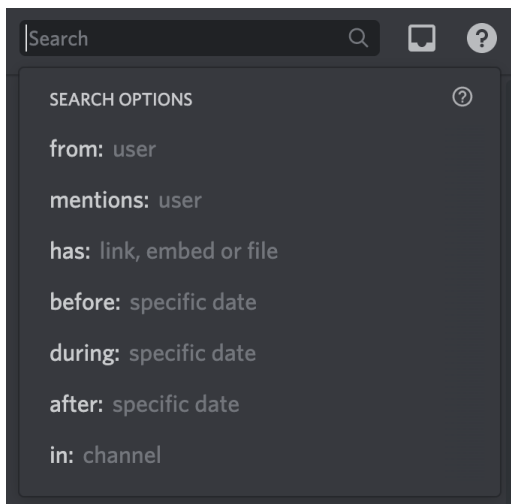 Search
SEARCH OPTIONS
from: user
mentions: user
has: link, embed or file
before: specific date
during: specific date
after: specific date
in: channel